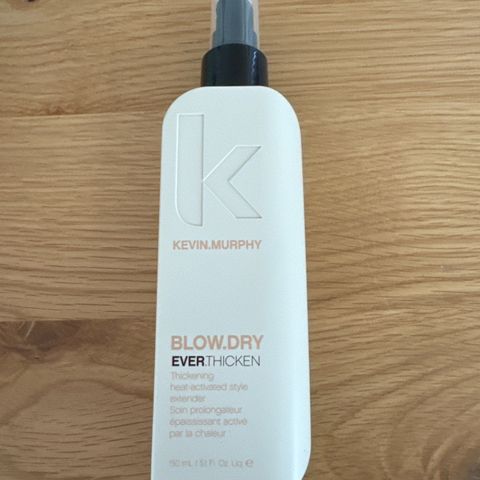 k
KEVIN.MURPHY
BLOW.DRY
EVER.THICKEN
Thickening
heat-activated style
extender
Soin prolongateur
épaississant activé
par la chaleur
150 ml / 5.1 Fl. Oz. Liq. ℮